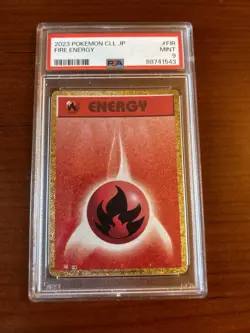 2023 POKEMON CLL JP #FIR
FIRE ENERGY MINT
9
PSA 88741543
ENERGY